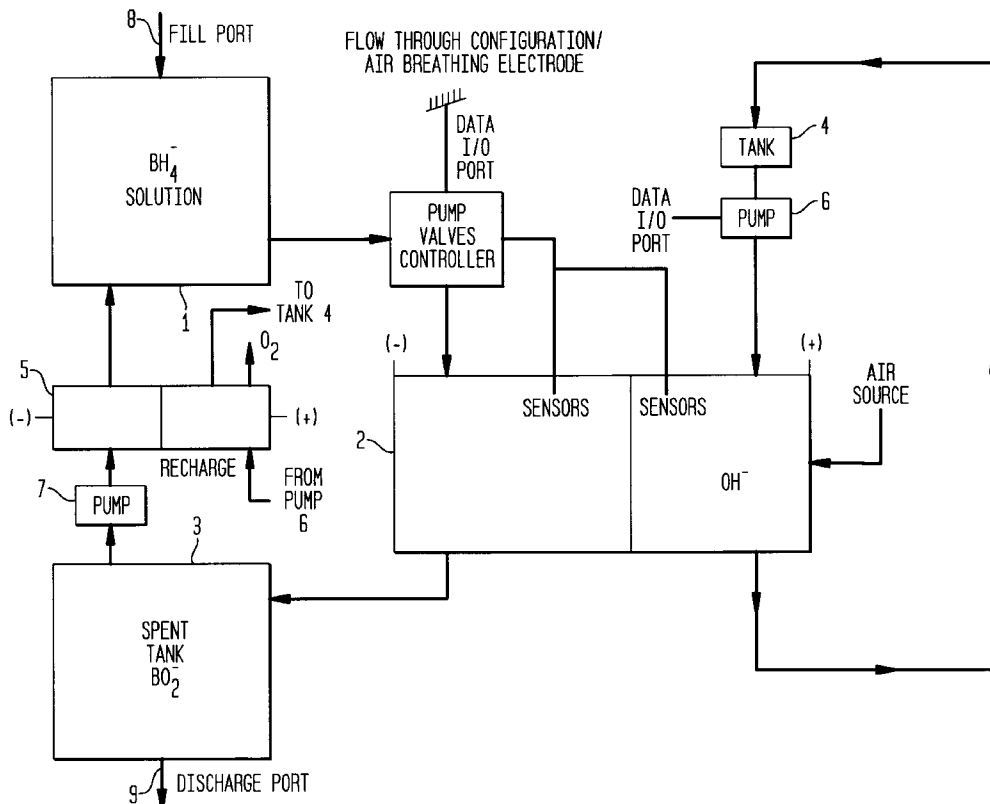 8
FILL PORT
FLOW THROUGH CONFIGURATION/
AIR BREATHING ELECTRODE
DATA
I/O
PORT
4
TANK
BH4-
SOLUTION
PUMP
VALVES
CONTROLLER
DATA
I/O
PORT
6
PUMP
1
TO
TANK 4
O2
5
(-)
(+)
RECHARGE
(-)
(+)
SENSORS
SENSORS
AIR
SOURCE
2
OH-
7
PUMP
FROM
PUMP
6
3
SPENT
TANK
BO2-
9
DISCHARGE PORT